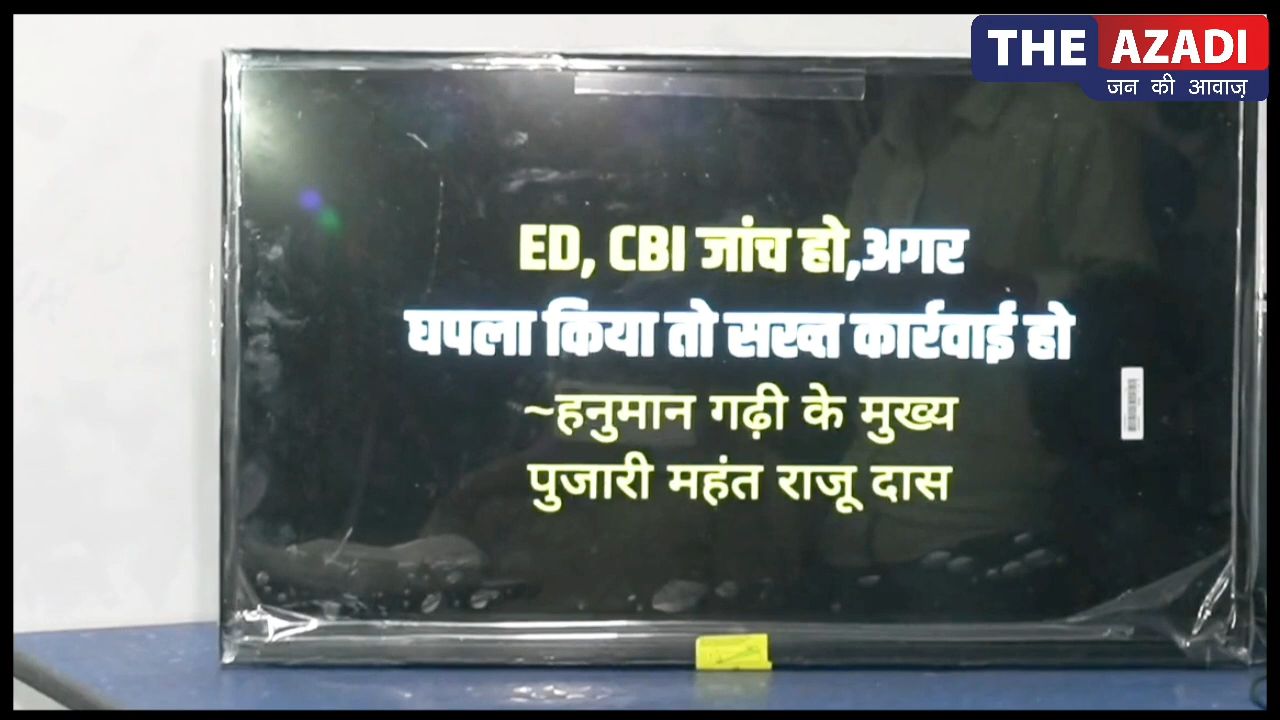 THE AZADI
जन की आवाज़
ED, CBI जांच हो,अगर
घपला किया तो सख्त कार्रवाई हो
~हनुमान गढ़ी के मुख्य
पुजारी महंत राजू दास